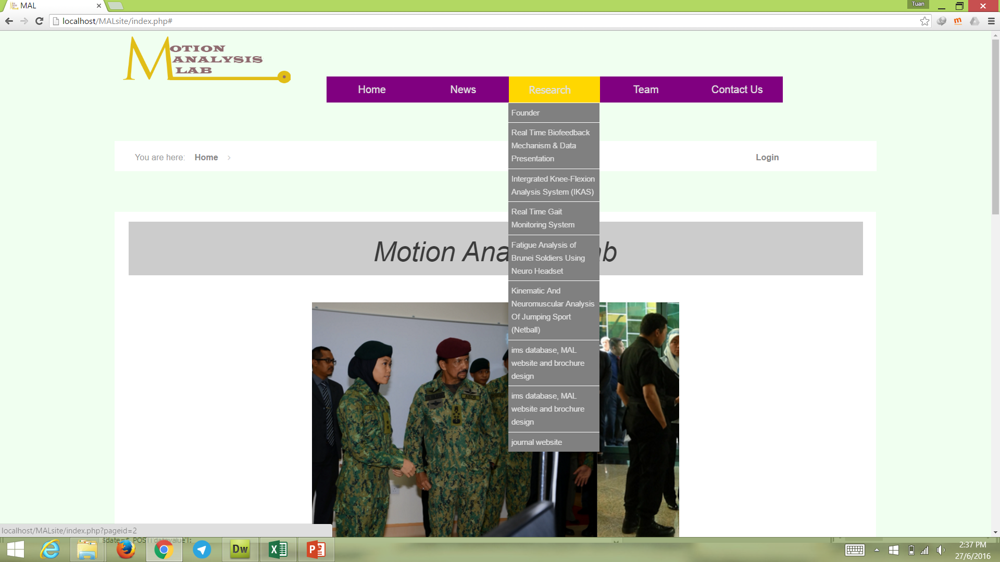 MAL
Tuan
localhost/MALsite/index.php#
MOTION
ANALYSIS
LAB
Home
News
Research
Team
Contact Us
Founder
Real Time Biofeedback
Mechanism & Data
Presentation
Intergrated Knee-Flexion
Analysis System (IKAS)
Real Time Gait
Monitoring System
Fatigue Analysis of
Brunei Soldiers Using
Neuro Headset
Kinematic And
Neuromuscular Analysis
Of Jumping Sport
(Netball)
ims database, MAL
website and brochure
design
ims database, MAL
website and brochure
design
journal website
You are here: Home >
Login
Motion Ana b
localhost/MALsite/index.php?pageid=2
Dw
2:37 PM
27/6/2016